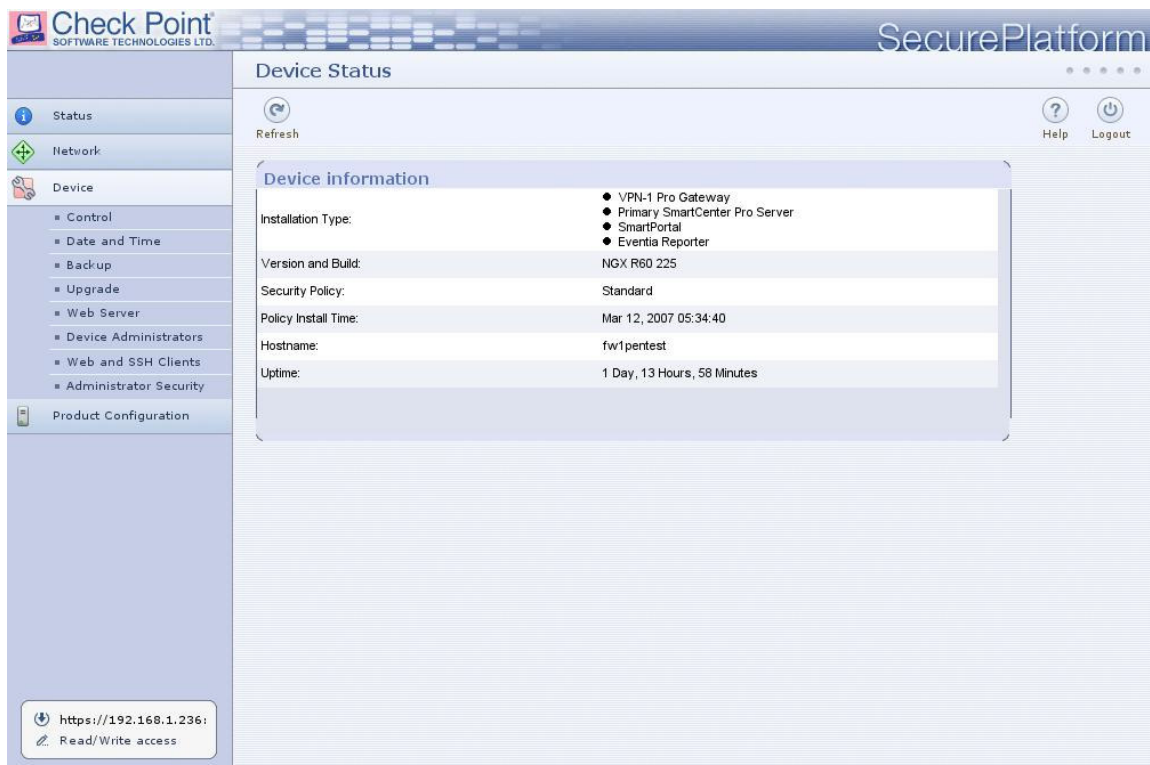 Check Point
SOFTWARE TECHNOLOGIES LTD.
SecurePlatform
Device Status
Status
Network
Device
Control
Date and Time
Backup
Upgrade
Web Server
Device Administrators
Web and SSH Clients
Administrator Security
Product Configuration
https://192.168.1.236:
Read/Write access
Refresh
Help
Logout
Device information
Installation Type:
VPN-1 Pro Gateway
Primary SmartCenter Pro Server
SmartPortal
Eventia Reporter
Version and Build: NGX R60 225
Security Policy: Standard
Policy Install Time: Mar 12, 2007 05:34:40
Hostname: fw1pentest
Uptime: 1 Day, 13 Hours, 58 Minutes